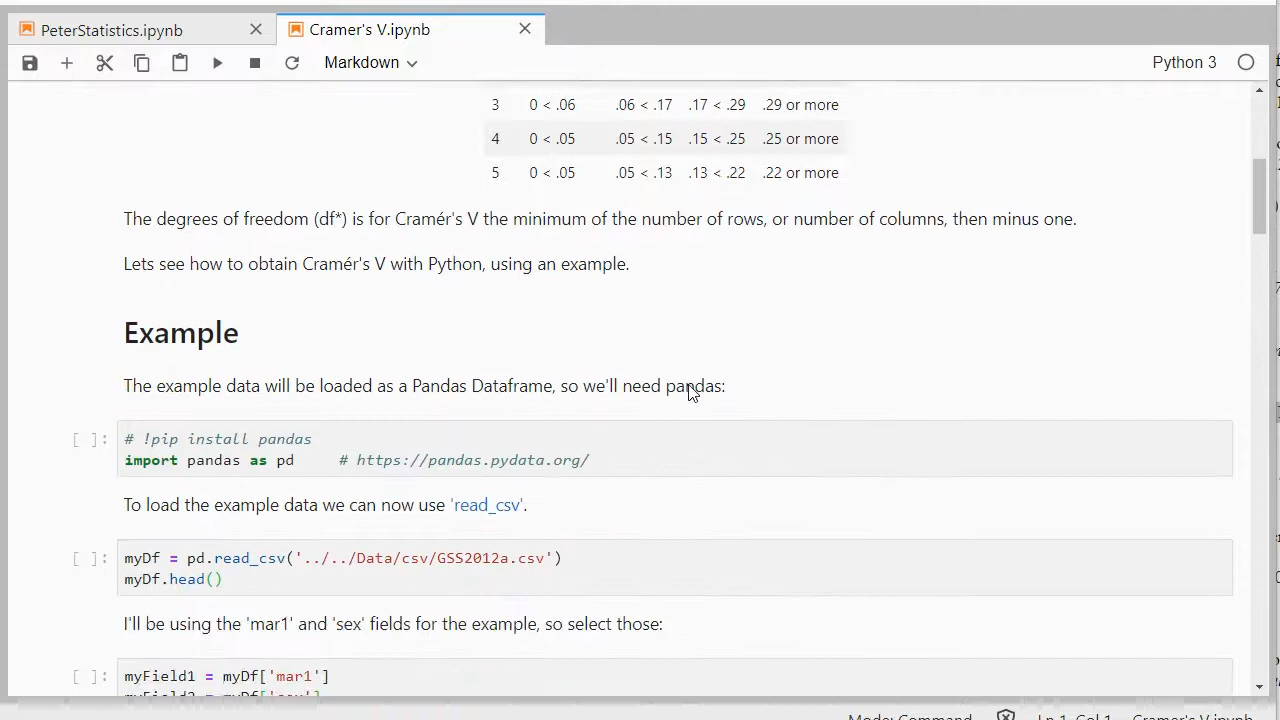 PeterStatistics.ipynb
Cramer's V.ipynb
Markdown
Python 3
3 0 < .06 .06 < .17 .17 < .29 .29 or more
4 0 < .05 .05 < .15 .15 < .25 .25 or more
5 0 < .05 .05 < .13 .13 < .22 .22 or more
The degrees of freedom (df*) is for Cramér's V the minimum of the number of rows, or number of columns, then minus one.
Lets see how to obtain Cramér's V with Python, using an example.
Example
The example data will be loaded as a Pandas Dataframe, so we'll need pandas:
[ ]: # !pip install pandas
import pandas as pd # https://pandas.pydata.org/
To load the example data we can now use 'read_csv'.
[ ]: myDf = pd.read_csv('../../Data/csv/GSS2012a.csv')
myDf.head()
I'll be using the 'mar1' and 'sex' fields for the example, so select those:
[ ]: myField1 = myDf['mar1']
myField2 = myDf['sex']
Mode: Command Ln 1, Col 1 Cramer's V.ipynb